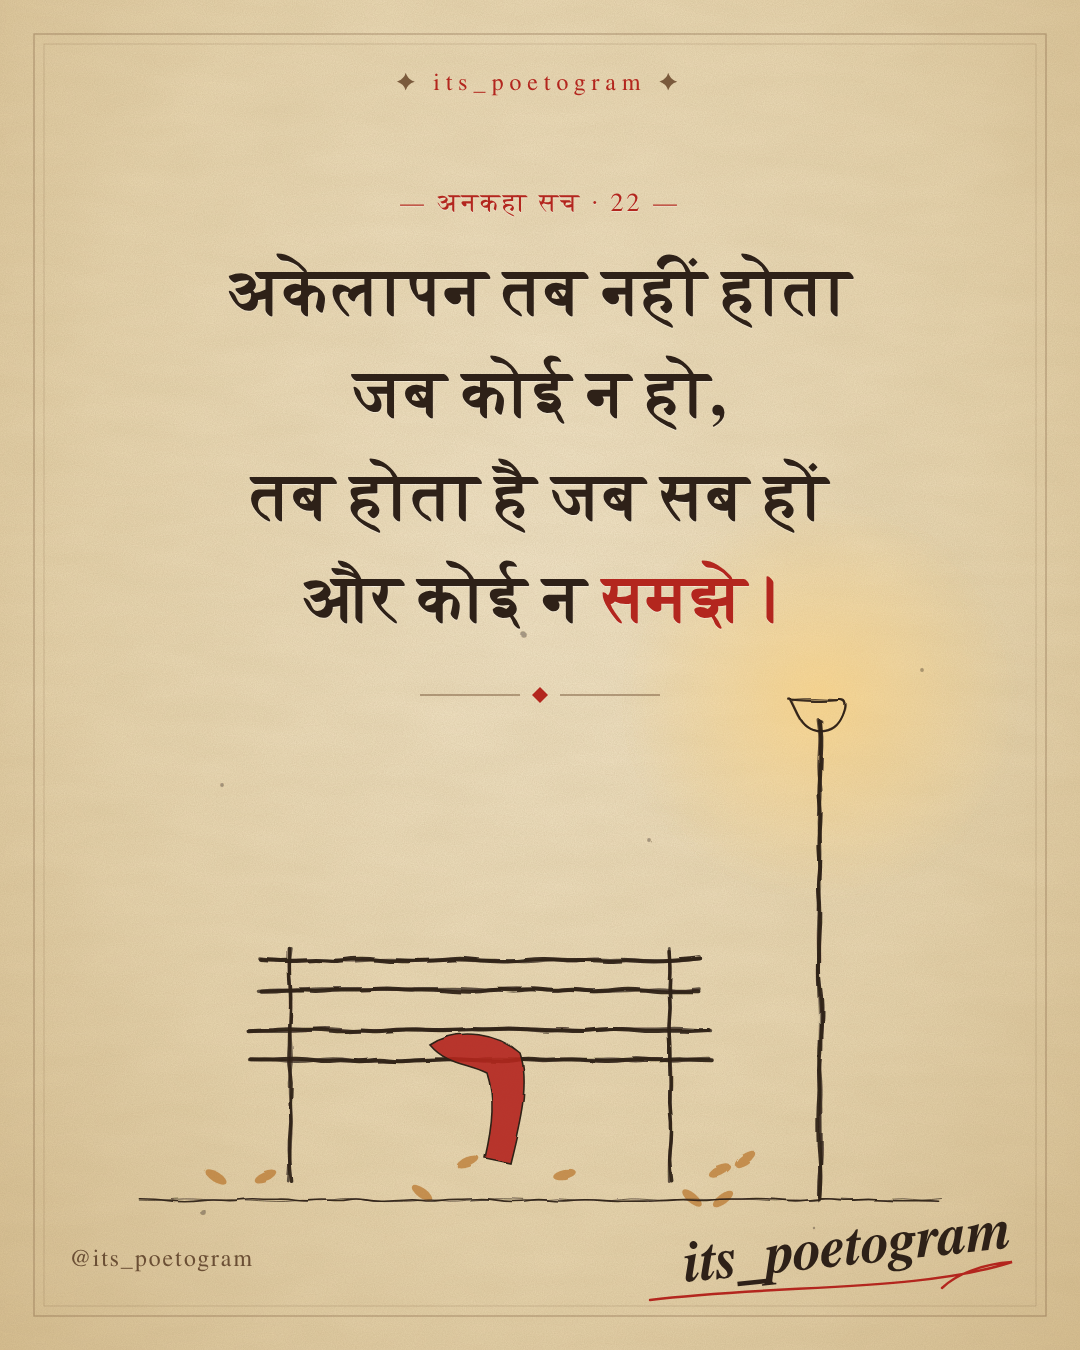 ✦ its_poetogram ✦
— अनकहा सच · 22 —
अकेलापन तब नहीं होता
जब कोई न हो,
तब होता है जब सब हों
और कोई न समझे।
@its_poetogram
its_poetogram